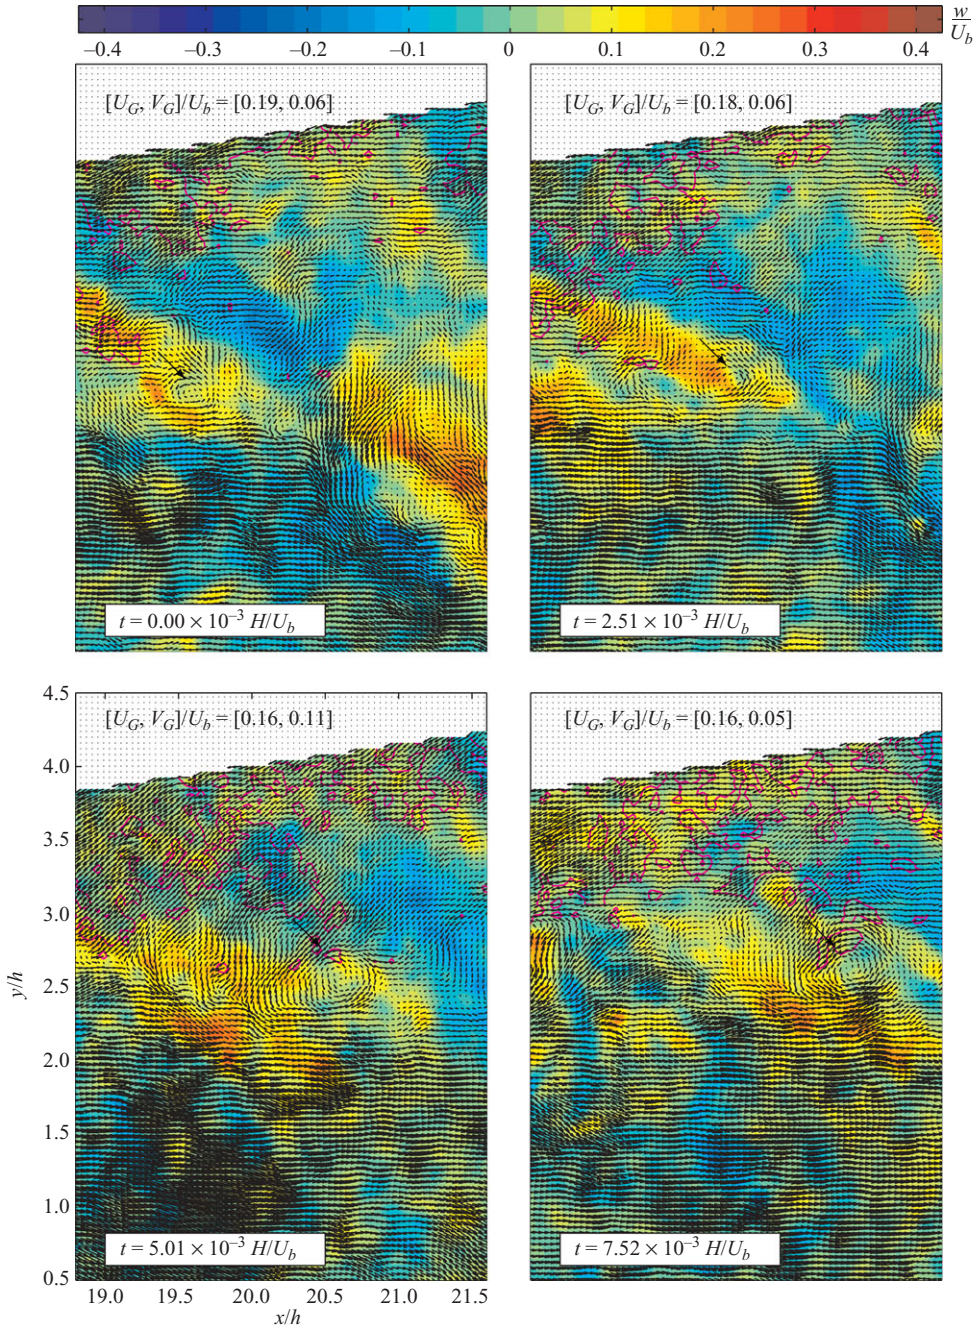 −0.4 −0.3 −0.2 −0.1 0 0.1 0.2 0.3 0.4
w/U_b
[U_G, V_G]/U_b = [0.19, 0.06]
[U_G, V_G]/U_b = [0.18, 0.06]
t = 0.00 × 10⁻³ H/U_b
t = 2.51 × 10⁻³ H/U_b
4.5
[U_G, V_G]/U_b = [0.16, 0.11]
[U_G, V_G]/U_b = [0.16, 0.05]
4.0
3.5
3.0
y/h
2.5
2.0
1.5
1.0
t = 5.01 × 10⁻³ H/U_b
t = 7.52 × 10⁻³ H/U_b
0.5
19.0 19.5 20.0 20.5 21.0 21.5
x/h